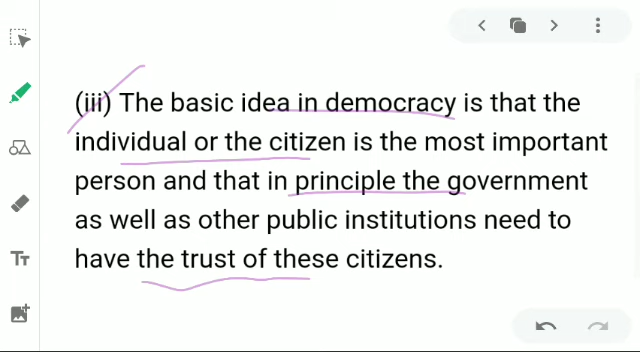 (iii) The basic idea in democracy is that the
individual or the citizen is the most important
person and that in principle the government
as well as other public institutions need to
have the trust of these citizens.
Tт